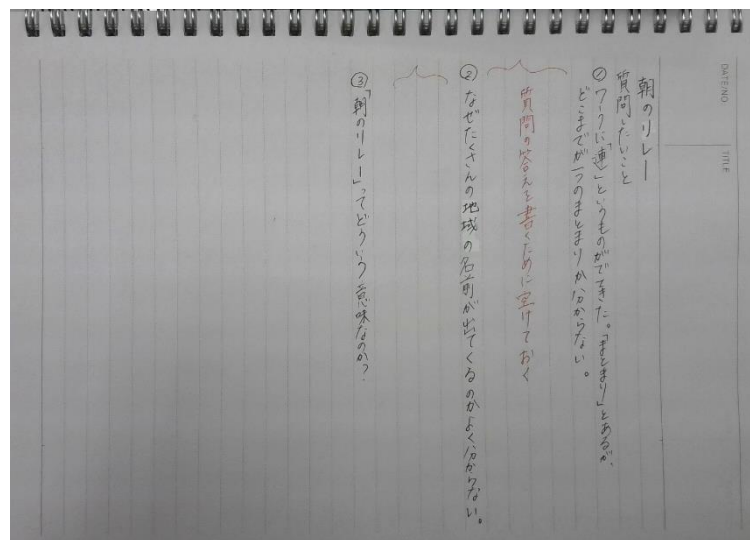 DATE/NO.
TITLE
朝のリレー
質問したいこと
①ワークに「連」というものがでてきた。「まとまり」とあるが、
どこまでが一つのまとまりか分からない。
質問の答えを書くために空けておく
②なぜたくさんの地域の名前が出てくるのかよく分からない。
③「朝のリレー」ってどういう意味なのか?